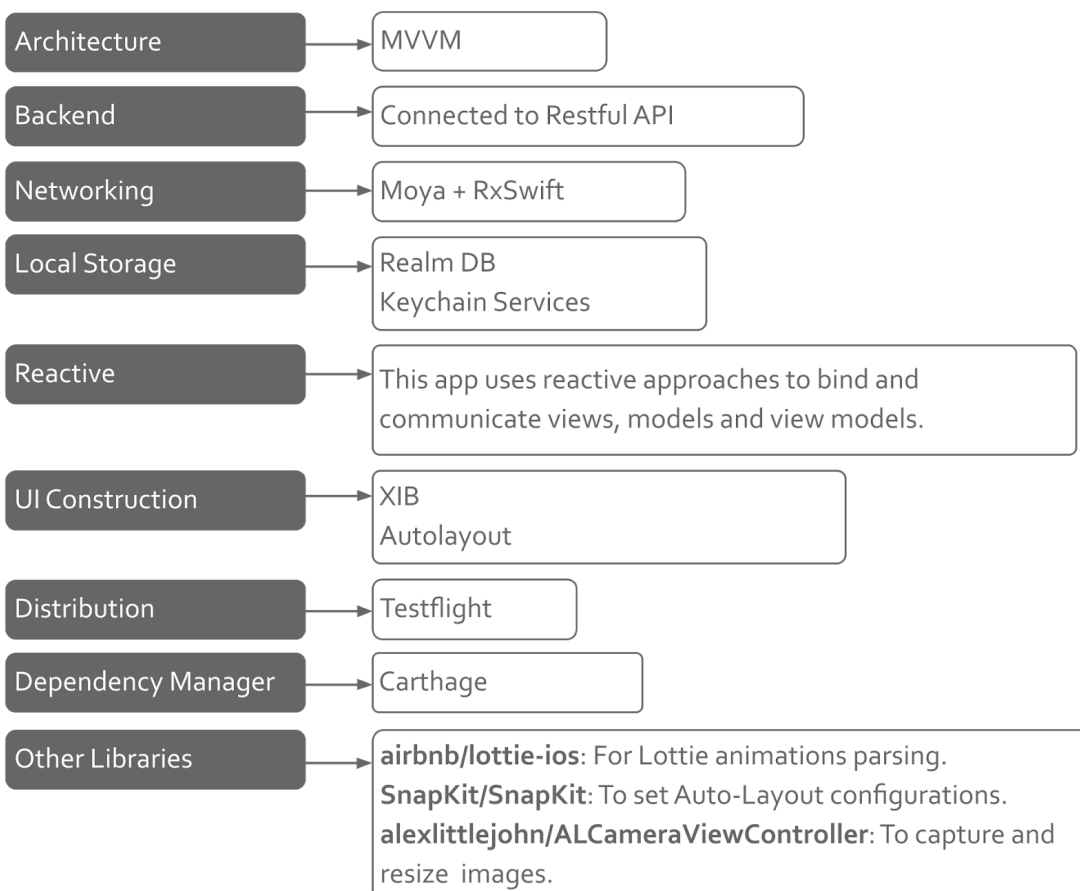 Architecture
MVVM
Backend
Connected to Restful API
Networking
Moya + RxSwift
Local Storage
Realm DB
Keychain Services
Reactive
This app uses reactive approaches to bind and
communicate views, models and view models.
UI Construction
XIB
Autolayout
Distribution
Testflight
Dependency Manager
Carthage
Other Libraries
airbnb/lottie-ios: For Lottie animations parsing.
SnapKit/SnapKit: To set Auto-Layout configurations.
alexlittlejohn/ALCameraViewController: To capture and
resize images.